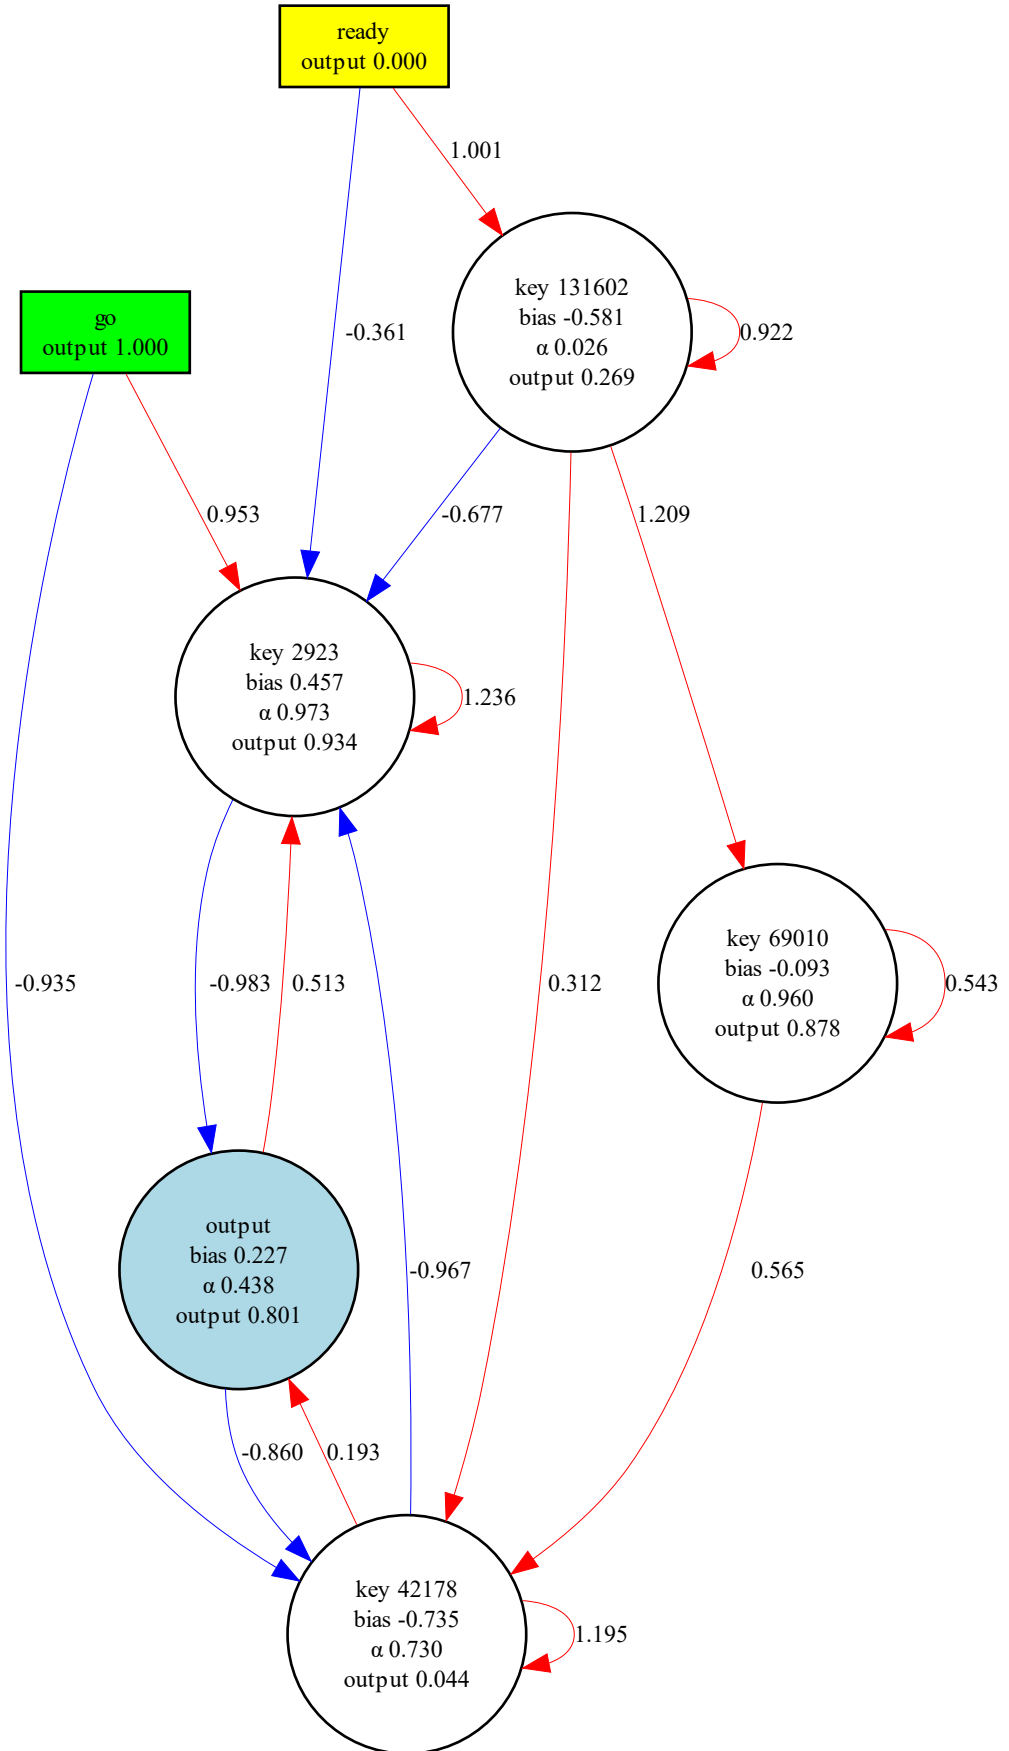 ready
output 0.000
1.001
key 131602
bias -0.581
α 0.026
output 0.269
0.922
go
output 1.000
-0.361
0.953
-0.677
1.209
key 2923
bias 0.457
α 0.973
output 0.934
1.236
key 69010
bias -0.093
α 0.960
output 0.878
0.543
-0.935
-0.983
0.513
0.312
output
bias 0.227
α 0.438
output 0.801
-0.967
0.565
-0.860
0.193
key 42178
bias -0.735
α 0.730
output 0.044
1.195